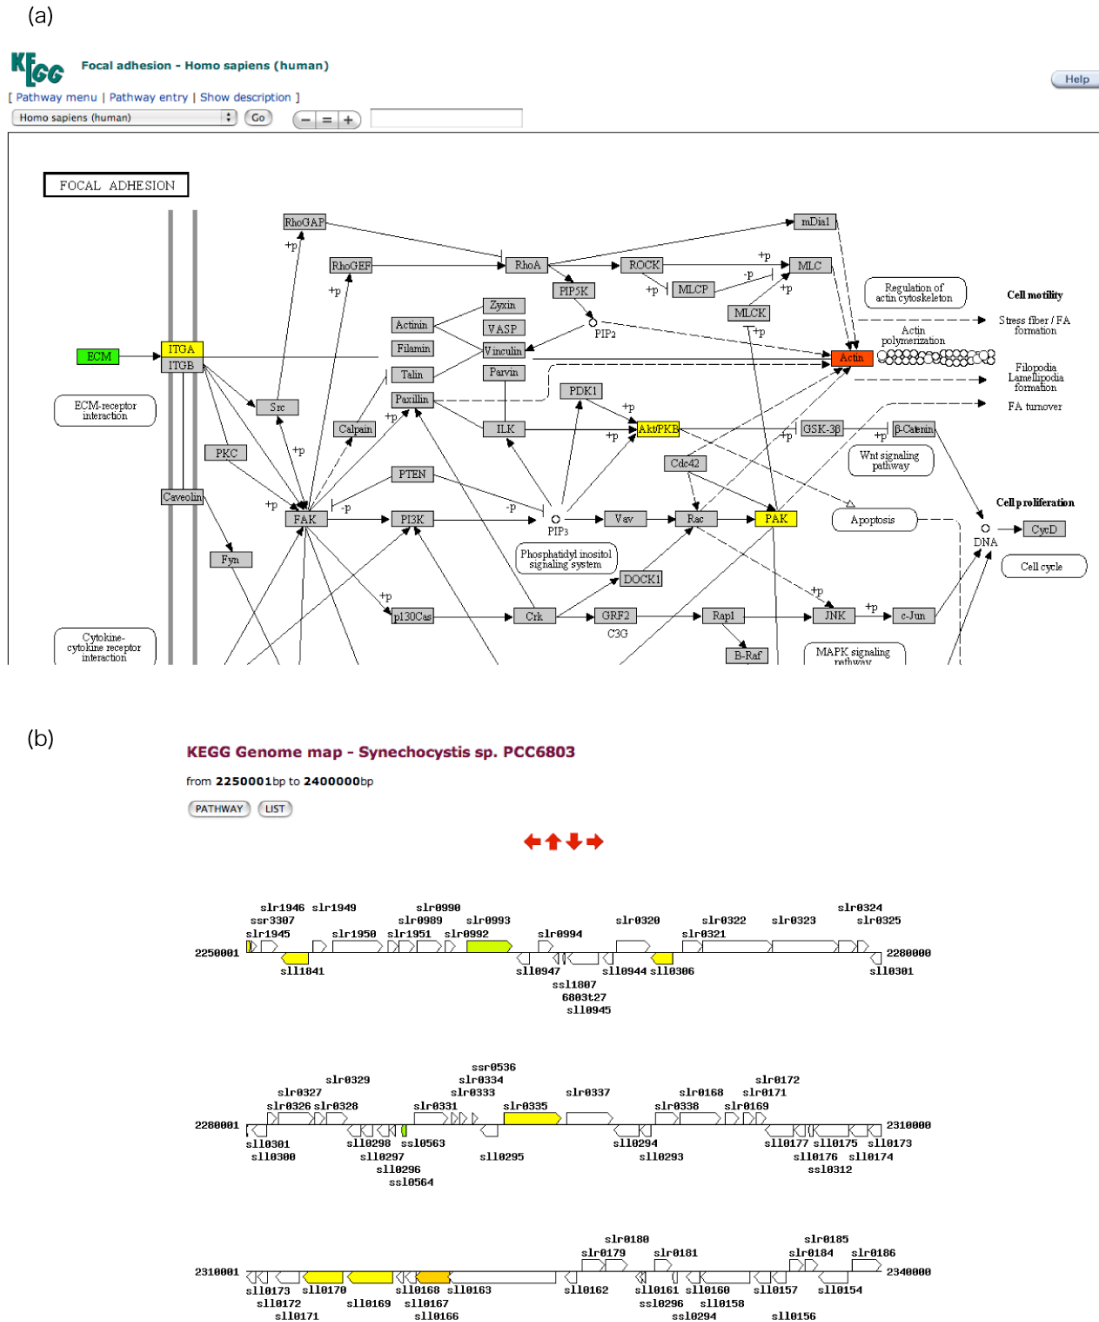 (a)
KEGG Focal adhesion - Homo sapiens (human)
Help
[ Pathway menu | Pathway entry | Show description ]
Homo sapiens (human) Go − = +
FOCAL ADHESION
RhoGAP mDia1
+p +p
RhoGEF RhoA ROCK -p MLC
+p +p MLCP +p
PIP5K MLCK
Regulation of
actin cytoskeleton
Cell motility
Zyxin
Actinin VASP PIP2 +p
Stress fiber / FA
formation
Actin
polymerization
Filamin Vinculin
ECM ITGA Actin
ITGB
Talin Parvin
Filopodia
Lamellipodia
formation
ECM-receptor
interaction
Src Paxillin PDK1
FA turnover
+p +p
Calpain ILK +p Akt/PKB GSK-3β β-Catenin
+p
PKC
Wnt signaling
pathway
Cdc42
PTEN
Caveolin +p -p -p
Cell proliferation
FAK PI3K PIP3 Vav Rac PAK Apoptosis
DNA CycD
Fyn
Phosphatidyl inositol
signaling system
Cell cycle
DOCK1
+p +p +p
p130Cas Crk GRF2 Rap1 JNK c-Jun
C3G
Cytokine-
cytokine receptor
interaction
B-Raf
MAPK signaling
pathway
(b)
KEGG Genome map - Synechocystis sp. PCC6803
from 2250001bp to 2400000bp
PATHWAY LIST
slr1946 slr1949 slr0990 slr0993 slr0320 slr0322 slr0323 slr0324
ssr3307 slr0989 slr0325
slr1945 slr1950 slr1951 slr0992 slr0994 slr0321
2250001 2280000
sll1841 sll0947 sll0944 sll0306 sll0301
ssl1807
6803t27
sll0945
ssr0536
slr0329 slr0334 slr0337 slr0168 slr0172
slr0327 slr0333 slr0171
slr0326 slr0328 slr0331 slr0335 slr0338 slr0169
2280001 2310000
sll0301 sll0298 ssl0563 sll0294 sll0177 sll0175 sll0173
sll0300 sll0297 sll0295 sll0293 sll0176 sll0174
sll0296 ssl0312
ssl0564
slr0180 slr0185
slr0179 slr0181 slr0184 slr0186
2310001 2340000
sll0173 sll0170 sll0168 sll0163 sll0162 sll0161 sll0160 sll0157 sll0154
sll0172 sll0169 sll0167 ssl0296 sll0158
sll0171 sll0166 ssl0294 sll0156